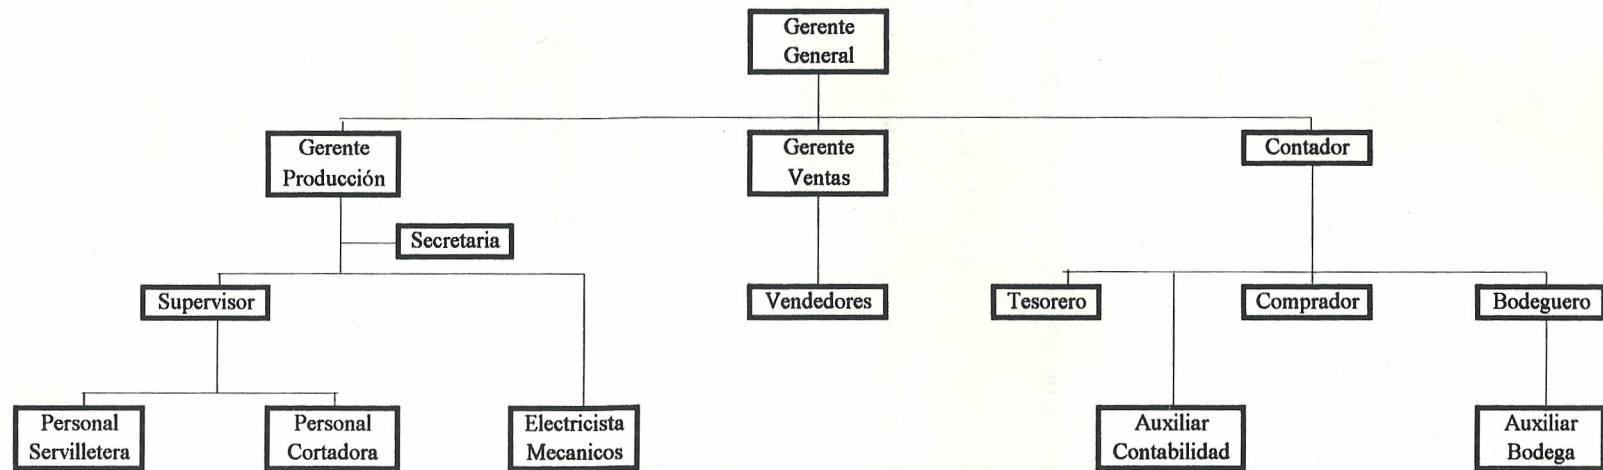 Gerente
General
Gerente
Producción
Gerente
Ventas
Contador
Secretaria
Supervisor
Vendedores
Tesorero
Comprador
Bodeguero
Personal
Servilletera
Personal
Cortadora
Electricista
Mecanicos
Auxiliar
Contabilidad
Auxiliar
Bodega